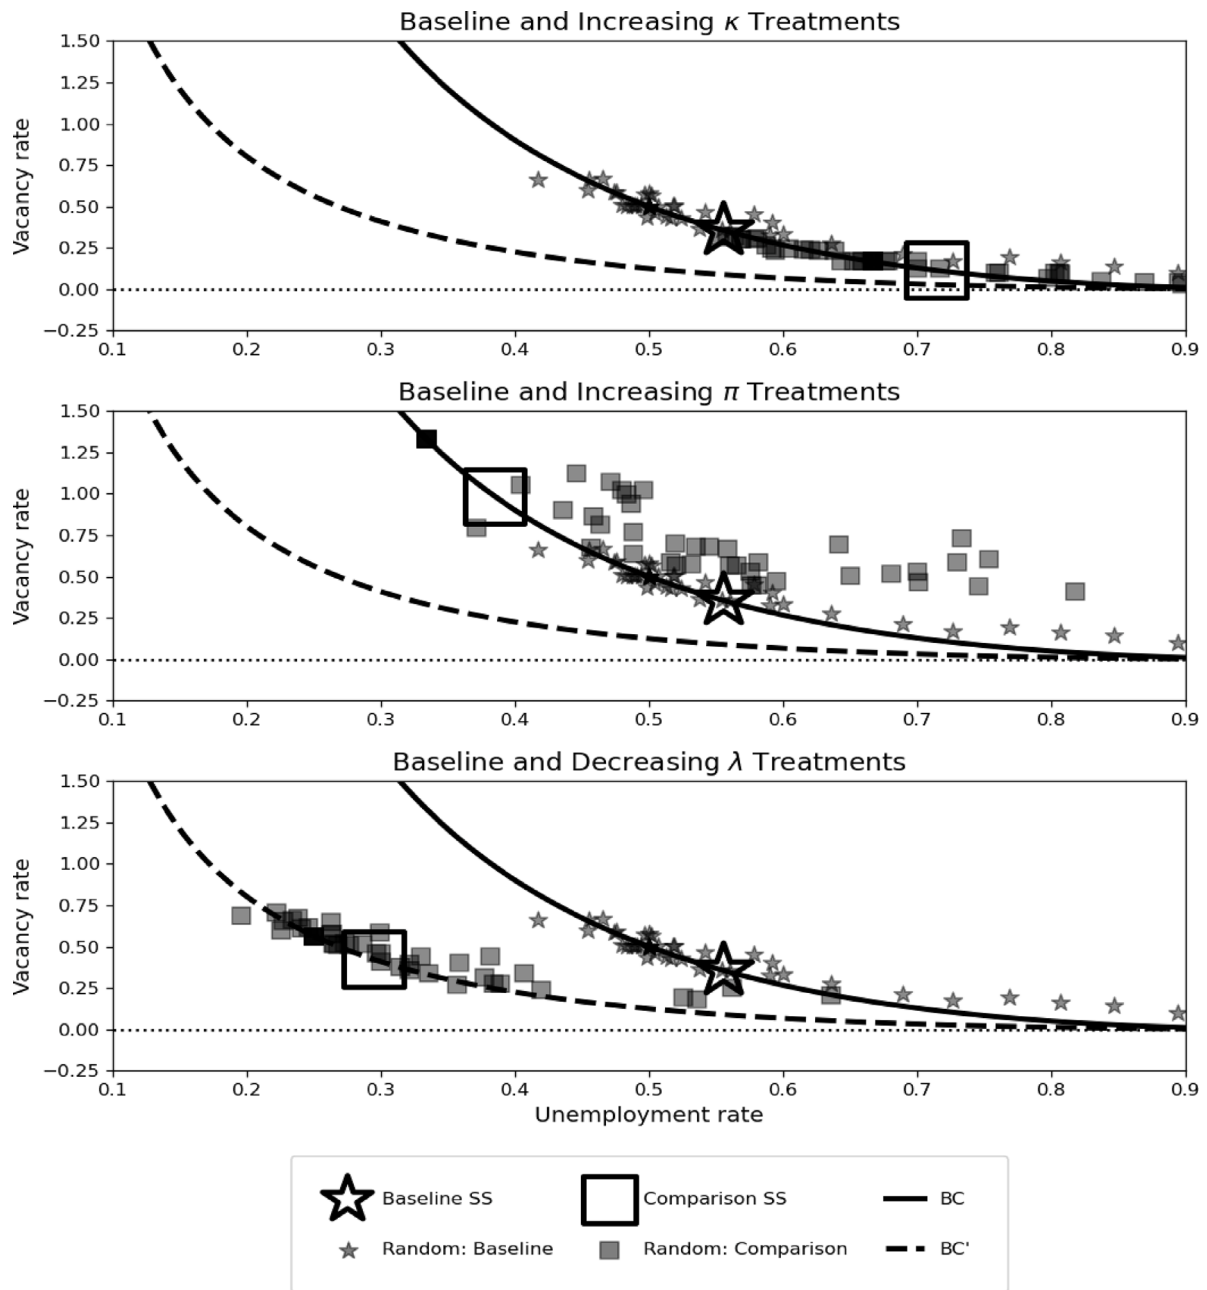 Baseline and Increasing κ Treatments
1.50
1.25
1.00
0.75
0.50
0.25
0.00
−0.25
Vacancy rate
0.1 0.2 0.3 0.4 0.5 0.6 0.7 0.8 0.9
Baseline and Increasing π Treatments
1.50
1.25
1.00
0.75
0.50
0.25
0.00
−0.25
Vacancy rate
0.1 0.2 0.3 0.4 0.5 0.6 0.7 0.8 0.9
Baseline and Decreasing λ Treatments
1.50
1.25
1.00
0.75
0.50
0.25
0.00
−0.25
Vacancy rate
0.1 0.2 0.3 0.4 0.5 0.6 0.7 0.8 0.9
Unemployment rate
Baseline SS Comparison SS BC
Random: Baseline Random: Comparison BC'